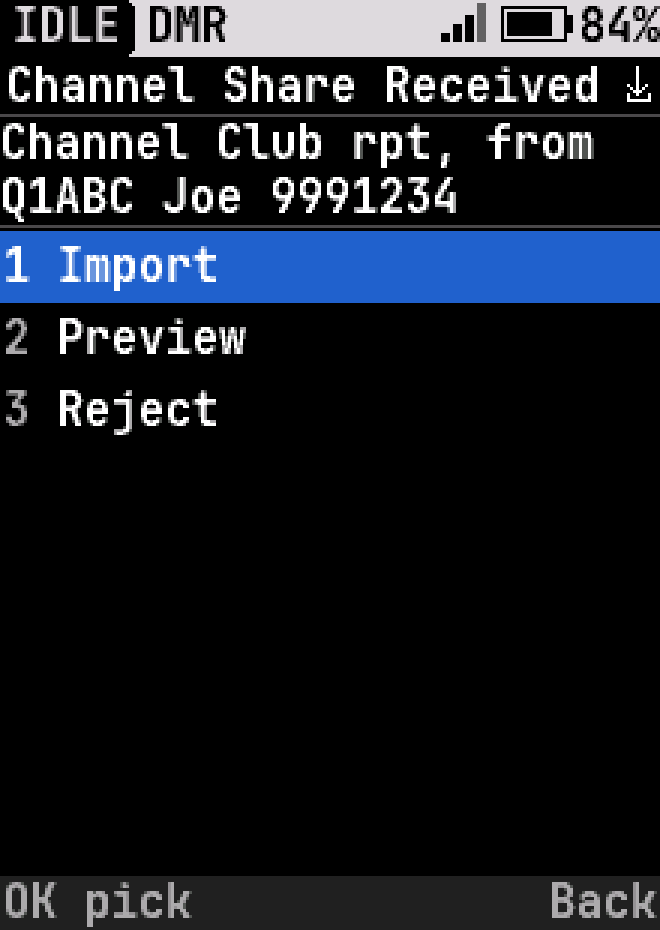 IDLE DMR 84%
Channel Share Received
Channel Club rpt, from
Q1ABC Joe 9991234
1 Import
2 Preview
3 Reject
OK pick Back